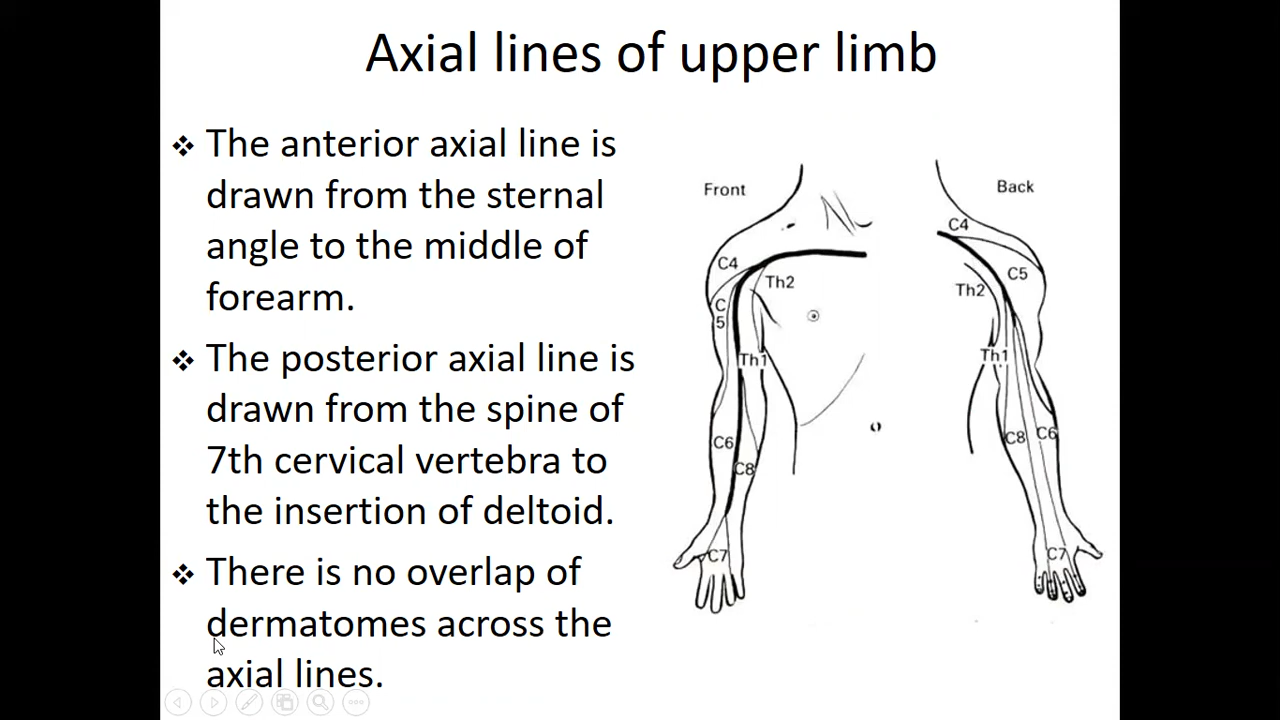 Axial lines of upper limb
❖ The anterior axial line is
drawn from the sternal
angle to the middle of
forearm.
❖ The posterior axial line is
drawn from the spine of
7th cervical vertebra to
the insertion of deltoid.
❖ There is no overlap of
dermatomes across the
axial lines.
Front
C4
Th2
C
5
Th1
C6
C8
C7
Back
C4
C5
Th2
Th1
C8
C6
C7